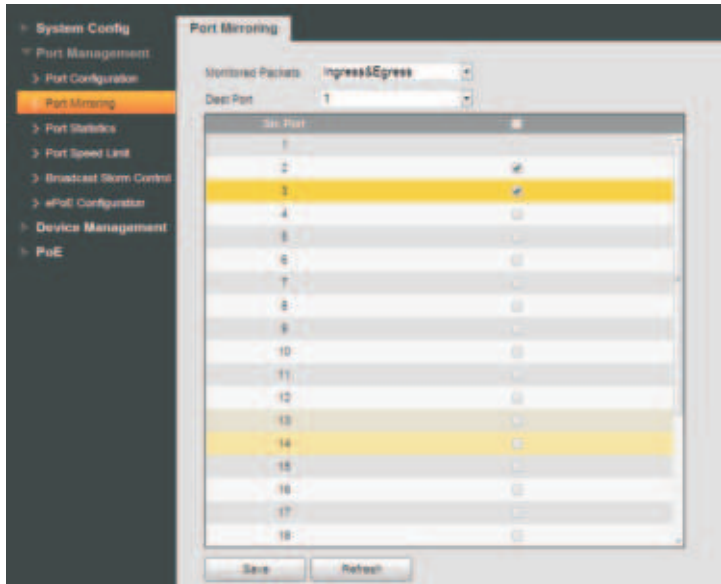 System Config
Port Management
Port Configuration
Port Mirroring
Port Statistics
Port Speed Limit
Broadcast Storm Control
ePoE Configuration
Device Management
PoE
Port Mirroring
Monitored Packets Ingress&Egress
Dest Port 1
Src Port
1
2
3
4
5
6
7
8
9
10
11
12
13
14
15
16
17
18
Save Refresh